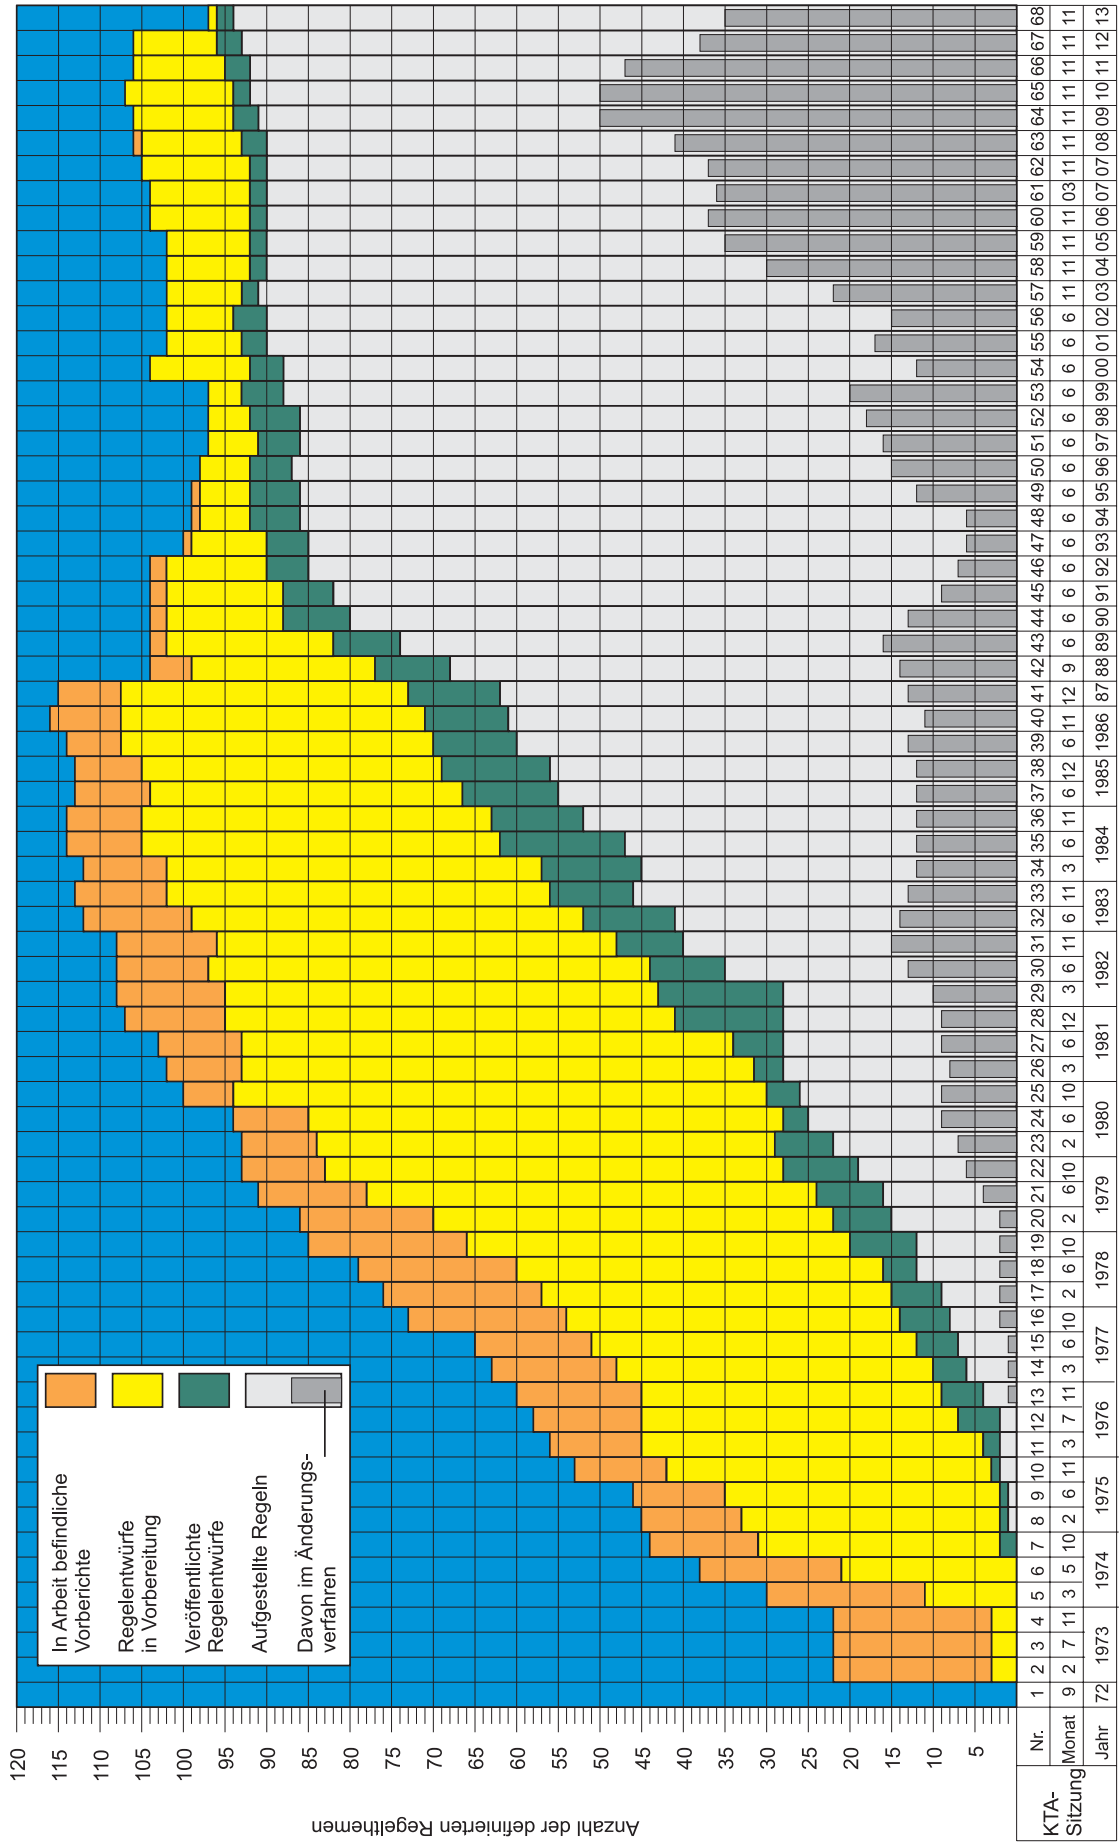 Anzahl der definierten Regelthemen
120
115
110
105
100
95
90
85
80
75
70
65
60
55
50
45
40
35
30
25
20
15
10
5
In Arbeit befindliche
Vorberichte
Regelentwürfe
in Vorbereitung
Veröffentlichte
Regelentwürfe
Aufgestellte Regeln
Davon im Änderungs-
verfahren
KTA-
Sitzung
Nr. 1 2 3 4 5 6 7 8 9 10 11 12 13 14 15 16 17 18 19 20 21 22 23 24 25 26 27 28 29 30 31 32 33 34 35 36 37 38 39 40 41 42 43 44 45 46 47 48 49 50 51 52 53 54 55 56 57 58 59 60 61 62 63 64 65 66 67 68
Monat 9 2 7 11 3 5 10 2 6 11 3 7 11 3 6 10 2 6 10 2 6 10 2 6 10 3 6 12 3 6 11 6 11 3 6 11 6 12 6 11 12 9 6 6 6 6 6 6 6 6 6 6 6 6 6 6 11 11 11 11 03 11 11 11 11 11 11 11
Jahr 72 1973 1974 1975 1976 1977 1978 1979 1980 1981 1982 1983 1984 1985 1986 87 88 89 90 91 92 93 94 95 96 97 98 99 00 01 02 03 04 05 06 07 07 08 09 10 11 12 13